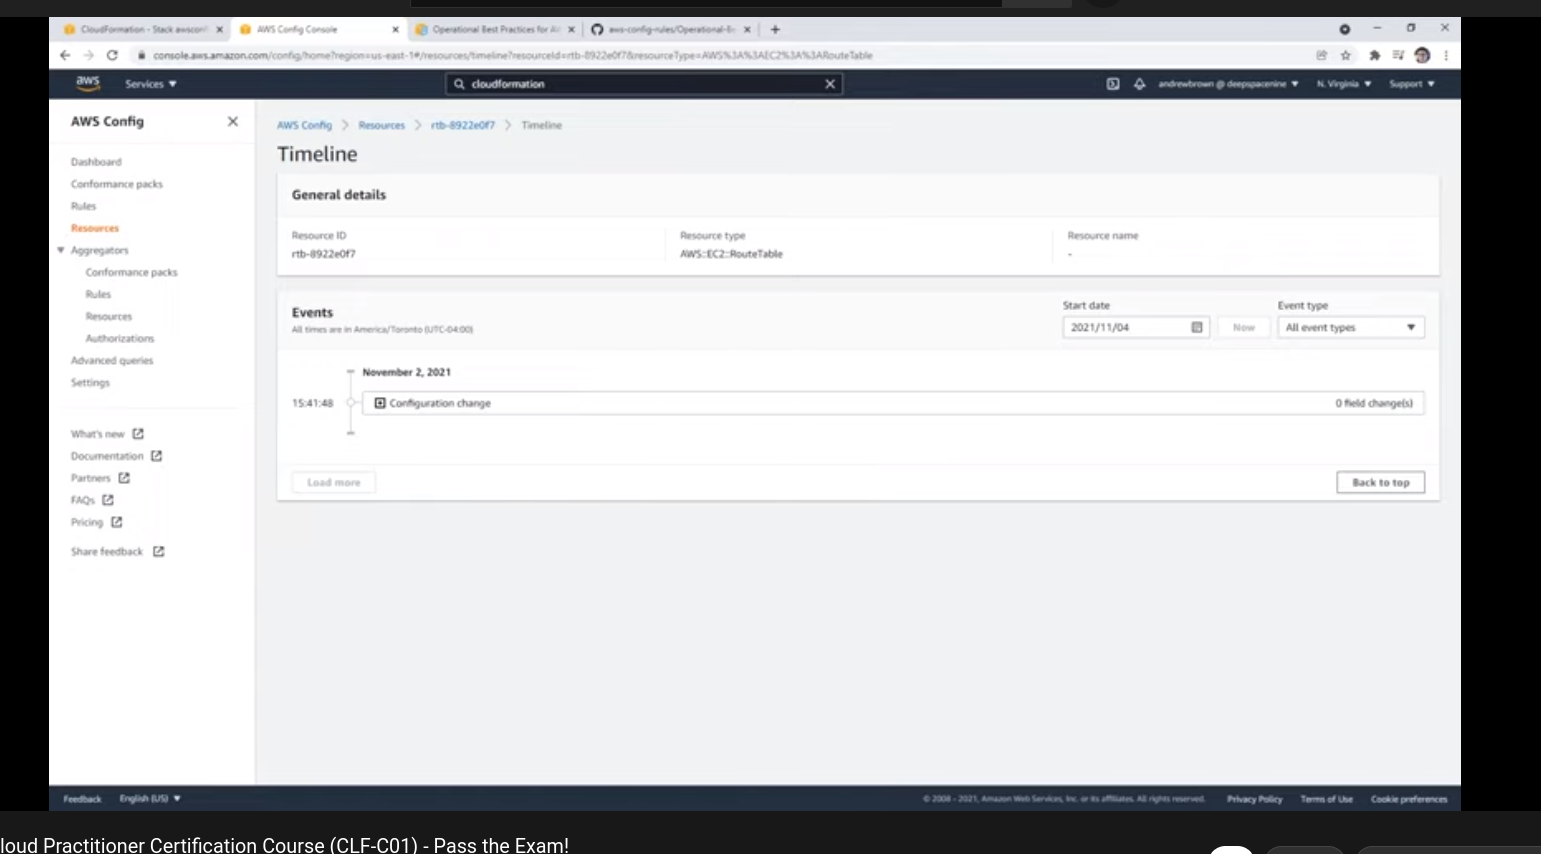 CloudFormation - Stack awsconf
AWS Config Console
Operational Best Practices for
aws-config-rules/Operational-B
console.aws.amazon.com/config/home?region=us-east-1#/resources/timeline?resourceId=rtb-8922e0f7&resourceType=AWS%3A%3AEC2%3A%3ARouteTable
aws
Services
cloudformation
andrewbrown @ deepspacenine
N. Virginia
Support
AWS Config
Dashboard
Conformance packs
Rules
Resources
Aggregators
Conformance packs
Rules
Resources
Authorizations
Advanced queries
Settings
What's new
Documentation
Partners
FAQs
Pricing
Share feedback
AWS Config > Resources > rtb-8922e0f7 > Timeline
Timeline
General details
Resource ID
rtb-8922e0f7
Resource type
AWS::EC2::RouteTable
Resource name
-
Events
All times are in America/Toronto (UTC-04:00)
Start date
2021/11/04
Now
Event type
All event types
November 2, 2021
15:41:48
Configuration change
0 field change(s)
Load more
Back to top
Feedback
English (US)
© 2008 - 2021, Amazon Web Services, Inc. or its affiliates. All rights reserved.
Privacy Policy
Terms of Use
Cookie preferences
loud Practitioner Certification Course (CLF-C01) - Pass the Exam!